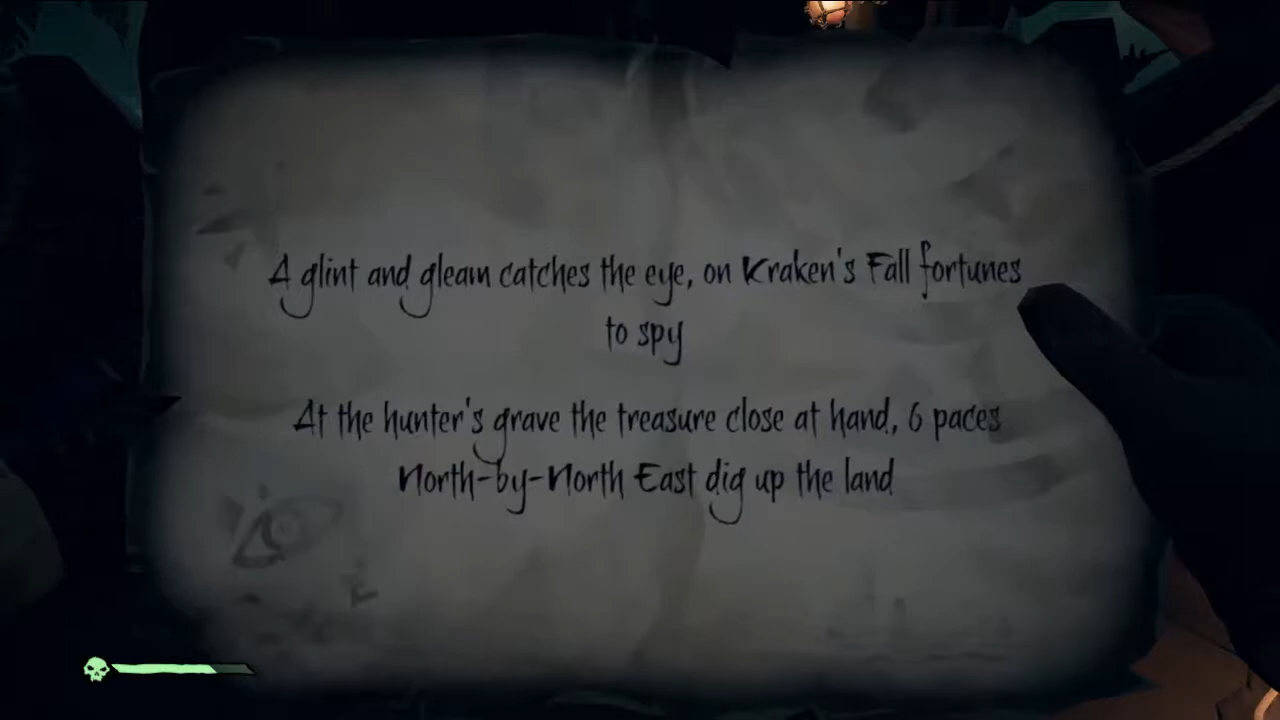 A glint and gleam catches the eye, on Kraken's Fall fortunes
to spy
At the hunter's grave the treasure close at hand, 6 paces
North-by-North East dig up the land